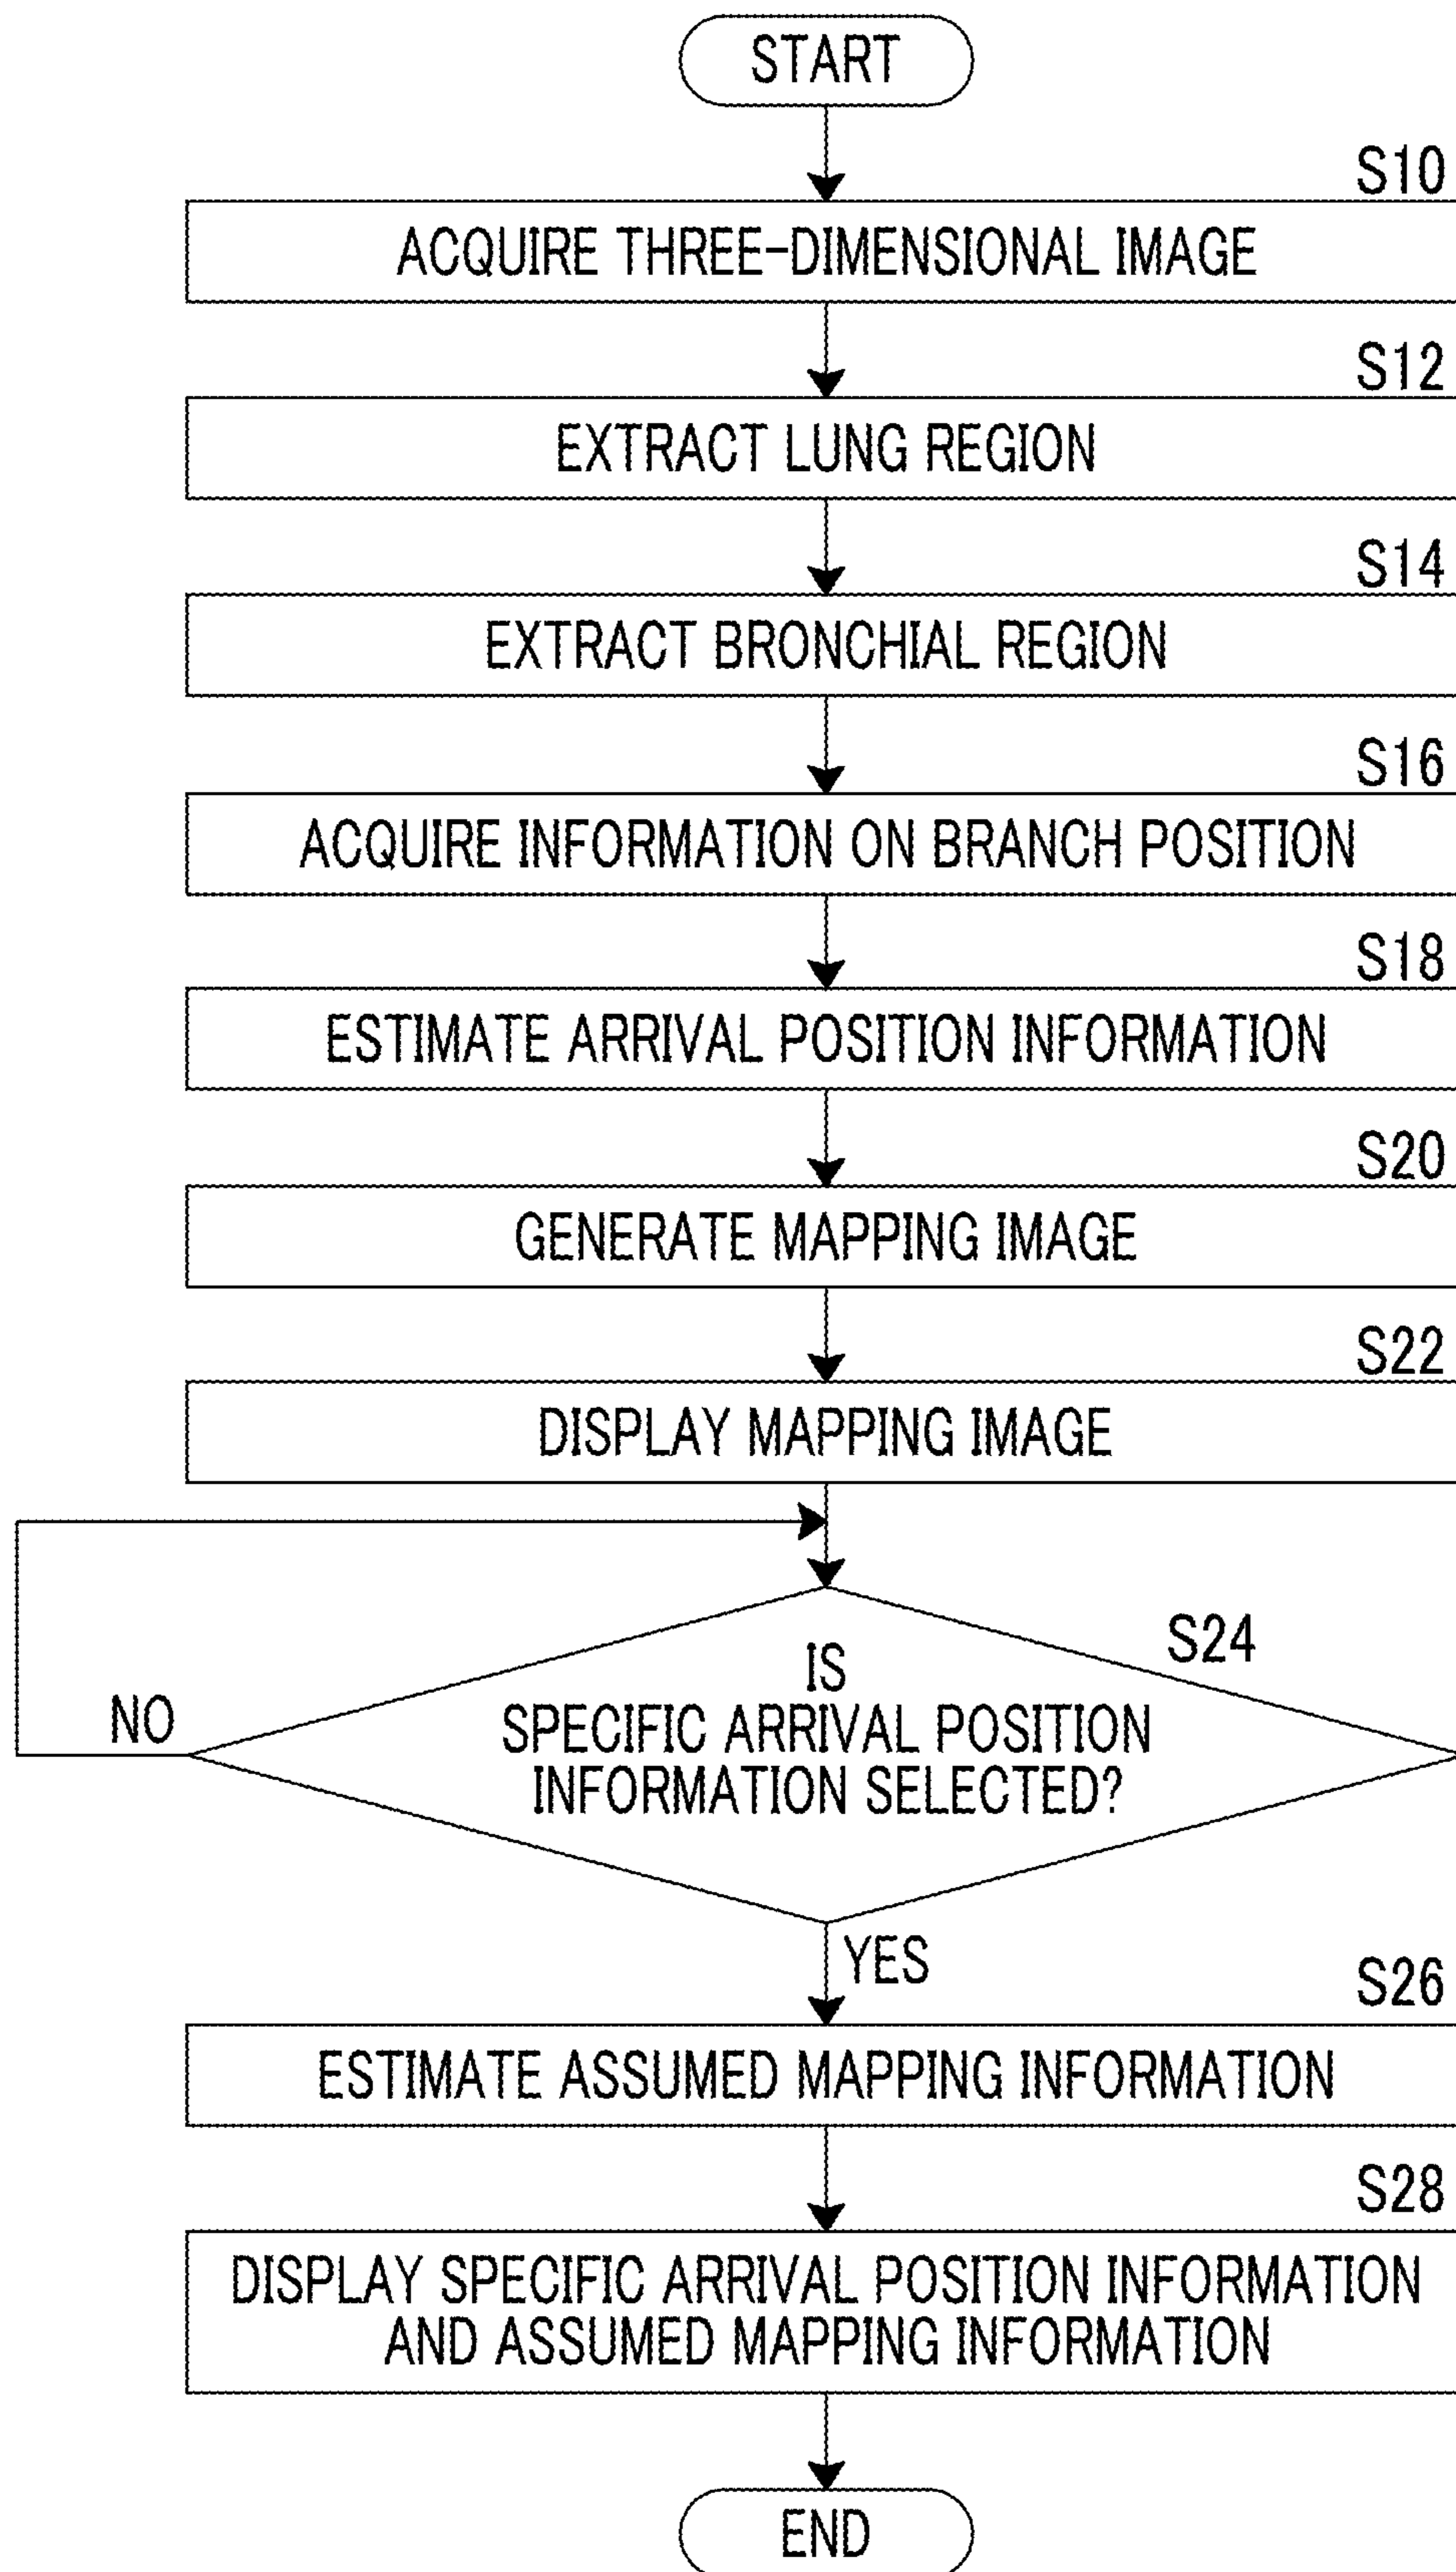 START
S10
ACQUIRE THREE-DIMENSIONAL IMAGE
S12
EXTRACT LUNG REGION
S14
EXTRACT BRONCHIAL REGION
S16
ACQUIRE INFORMATION ON BRANCH POSITION
S18
ESTIMATE ARRIVAL POSITION INFORMATION
S20
GENERATE MAPPING IMAGE
S22
DISPLAY MAPPING IMAGE
S24
IS
SPECIFIC ARRIVAL POSITION
INFORMATION SELECTED?
NO
YES
S26
ESTIMATE ASSUMED MAPPING INFORMATION
S28
DISPLAY SPECIFIC ARRIVAL POSITION INFORMATION
AND ASSUMED MAPPING INFORMATION
END